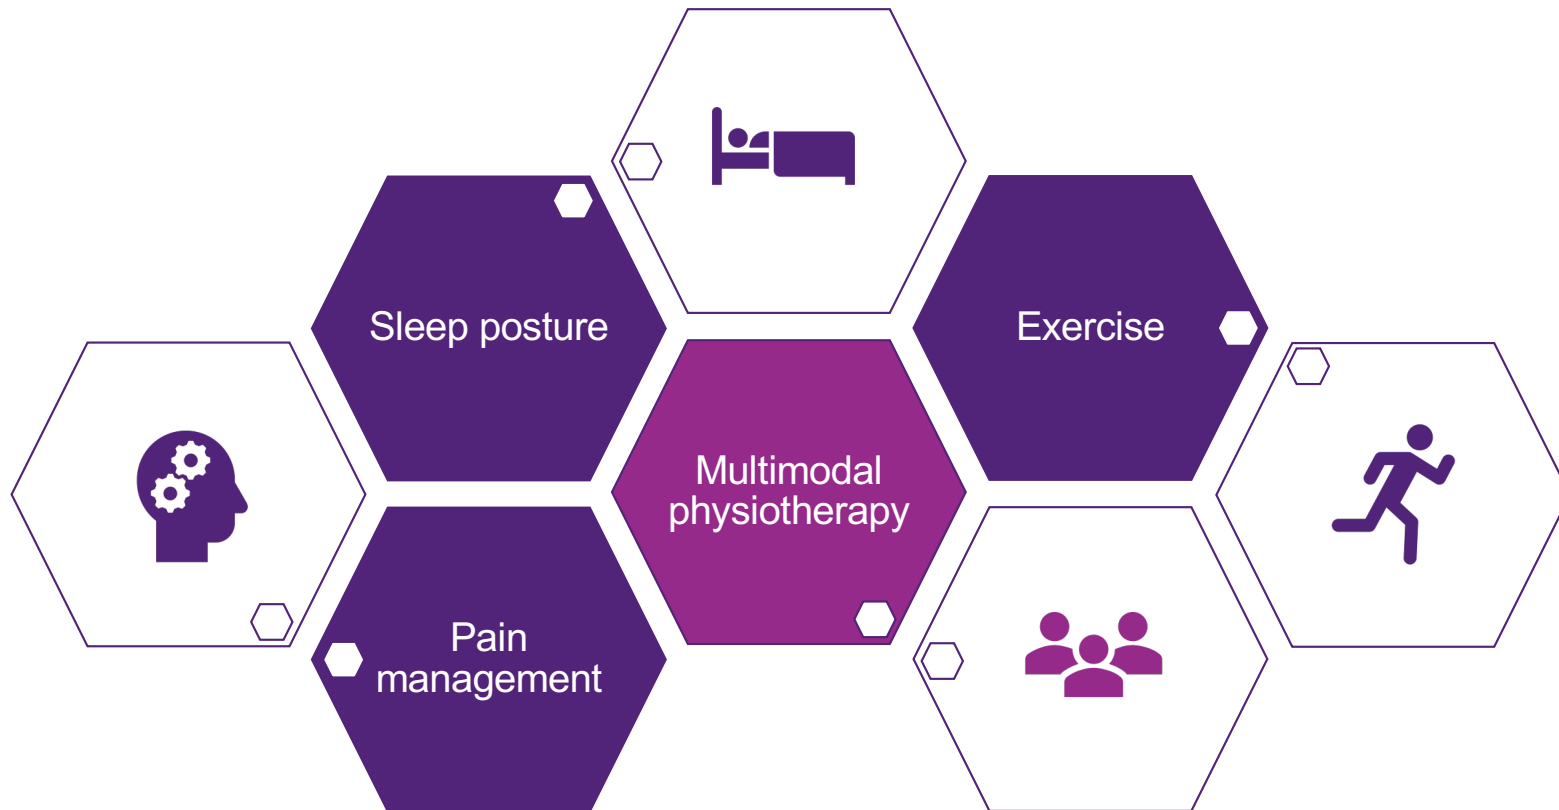 Sleep posture
Exercise
Multimodal
physiotherapy
Pain
management